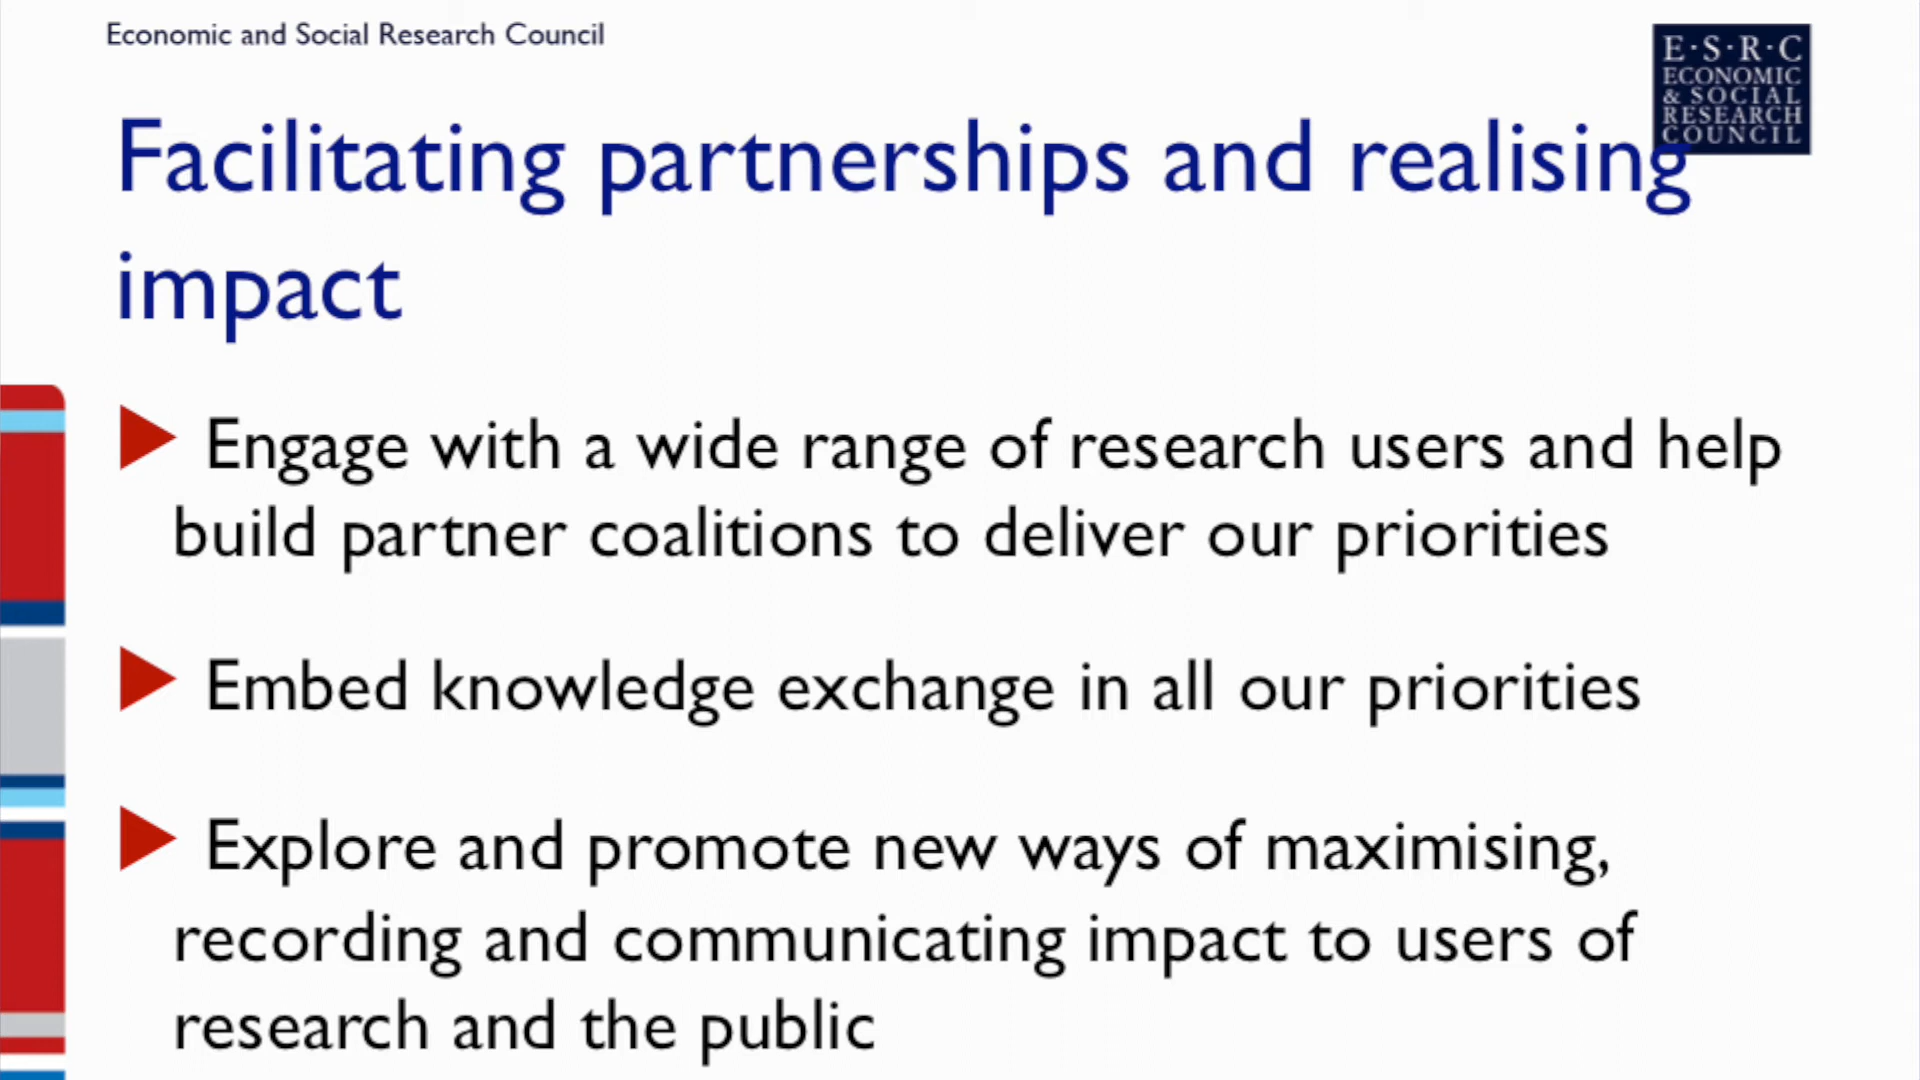 Economic and Social Research Council
E·S·R·C
ECONOMIC
& SOCIAL
RESEARCH
COUNCIL
Facilitating partnerships and realising
impact
Engage with a wide range of research users and help
build partner coalitions to deliver our priorities
Embed knowledge exchange in all our priorities
Explore and promote new ways of maximising,
recording and communicating impact to users of
research and the public